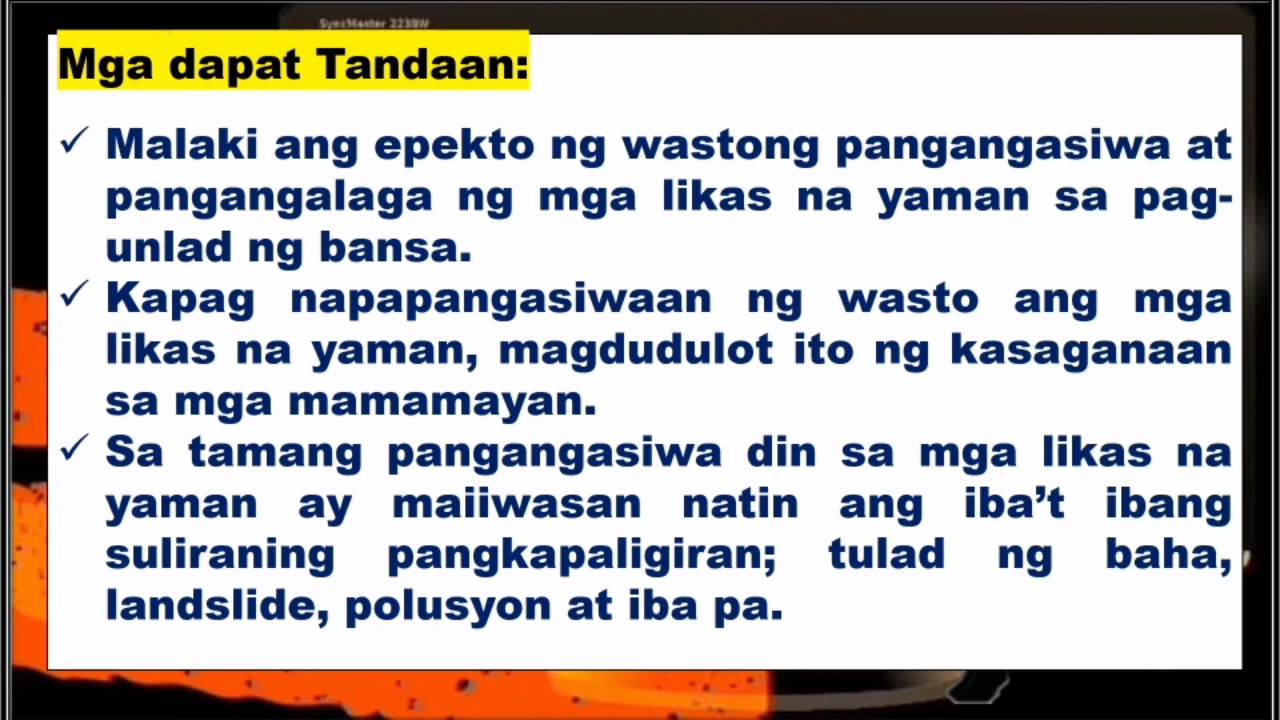 SyncMaster 223BW
Mga dapat Tandaan:
✓ Malaki ang epekto ng wastong pangangasiwa at
pangangalaga ng mga likas na yaman sa pag-
unlad ng bansa.
✓ Kapag napapangasiwaan ng wasto ang mga
likas na yaman, magdudulot ito ng kasaganaan
sa mga mamamayan.
✓ Sa tamang pangangasiwa din sa mga likas na
yaman ay maiiwasan natin ang iba’t ibang
suliraning pangkapaligiran; tulad ng baha,
landslide, polusyon at iba pa.